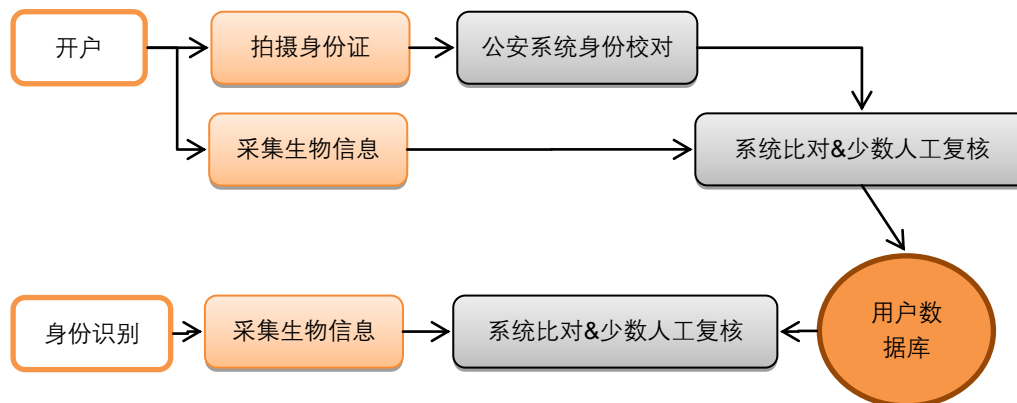 开户
拍摄身份证
公安系统身份校对
采集生物信息
系统比对&少数人工复核
身份识别
采集生物信息
系统比对&少数人工复核
用户数
据库